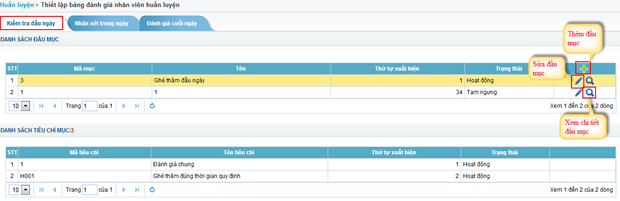 Huấn luyện > Thiết lập bảng đánh giá nhân viên huấn luyện
Kiểm tra đầu ngày Nhận xét trong ngày Đánh giá cuối ngày
Thêm đầu mục
DANH SÁCH ĐẦU MỤC
Sửa đầu mục
STT Mã mục Tên Thứ tự xuất hiện Trạng thái
1 3 Ghé thăm đầu ngày 1 Hoạt động
2 1 1 34 Tạm ngưng
10 Trang 1 của 1 Xem 1 đến 2 của 2 dòng
Xem chi tiết đầu mục
DANH SÁCH TIÊU CHÍ MỤC:3
STT Mã tiêu chí Tên tiêu chí Thứ tự xuất hiện Trạng thái
1 1 Đánh giá chung 1 Hoạt động
2 H001 Ghé thăm đúng thời gian quy định 2 Hoạt động
10 Trang 1 của 1 Xem 1 đến 2 của 2 dòng